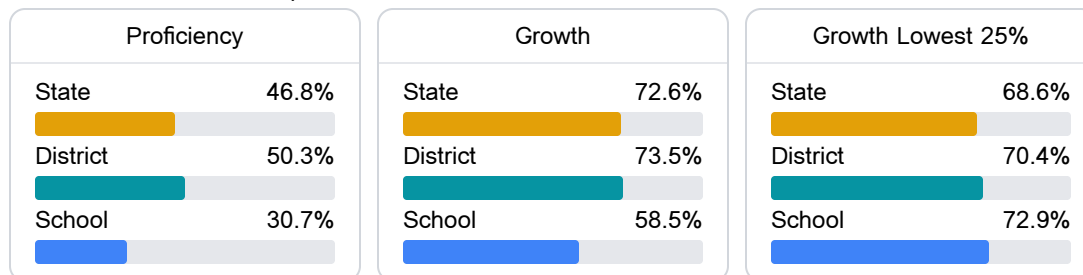 Proficiency
State 46.8%
District 50.3%
School 30.7%
Growth
State 72.6%
District 73.5%
School 58.5%
Growth Lowest 25%
State 68.6%
District 70.4%
School 72.9%